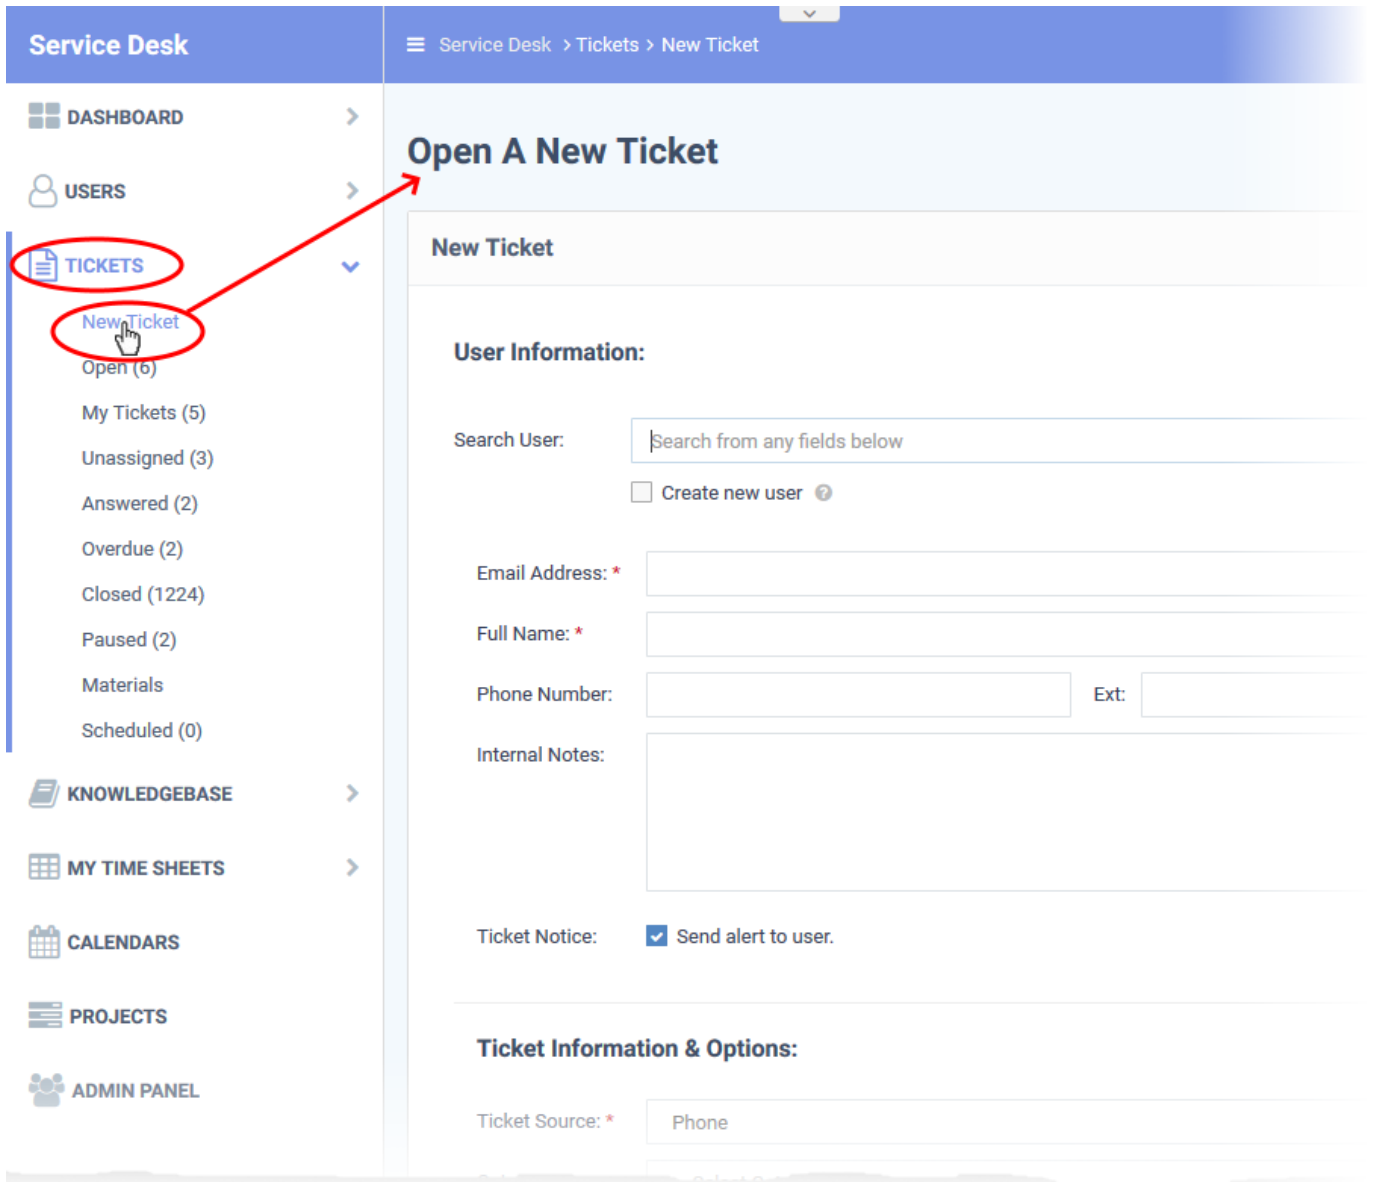 Service Desk
Service Desk > Tickets > New Ticket
DASHBOARD
USERS
TICKETS
New Ticket
Open (6)
My Tickets (5)
Unassigned (3)
Answered (2)
Overdue (2)
Closed (1224)
Paused (2)
Materials
Scheduled (0)
KNOWLEDGEBASE
MY TIME SHEETS
CALENDARS
PROJECTS
ADMIN PANEL
Open A New Ticket
New Ticket
User Information:
Search User: Search from any fields below
Create new user ?
Email Address: *
Full Name: *
Phone Number: Ext:
Internal Notes:
Ticket Notice: Send alert to user.
Ticket Information & Options:
Ticket Source: * Phone